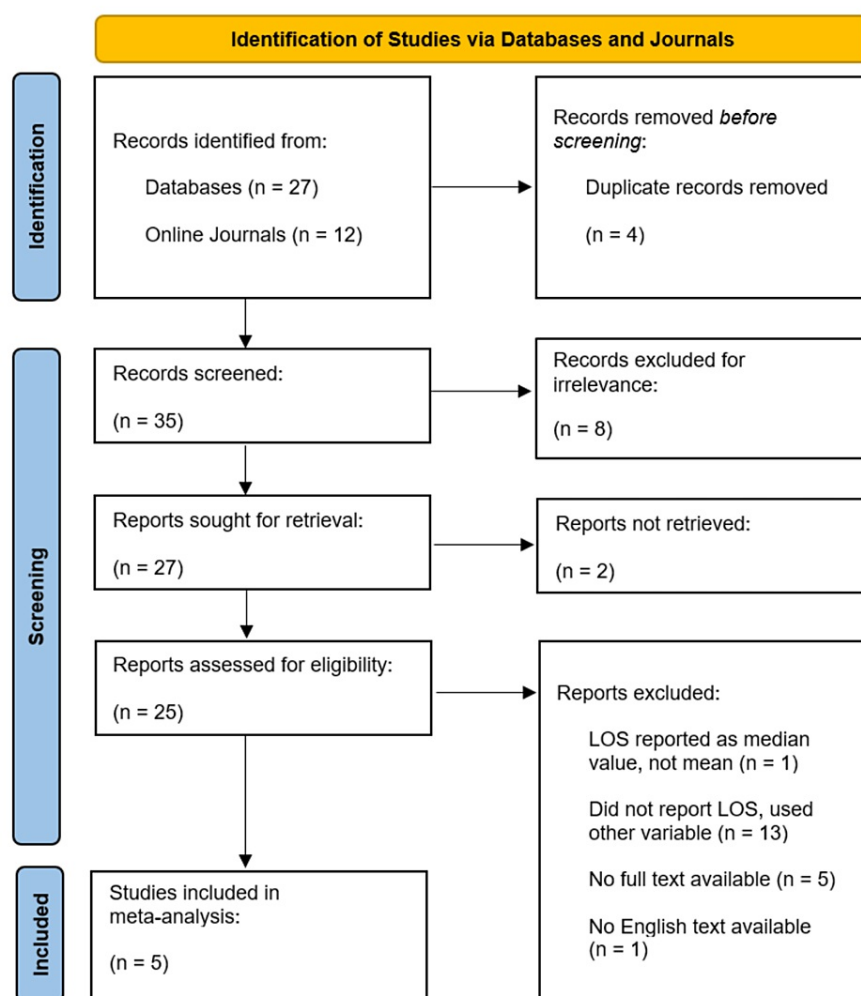 Identification of Studies via Databases and Journals
Identification
Records identified from:
Databases (n = 27)
Online Journals (n = 12)
Records removed before
screening:
Duplicate records removed
(n = 4)
Screening
Records screened:
(n = 35)
Records excluded for
irrelevance:
(n = 8)
Reports sought for retrieval:
(n = 27)
Reports not retrieved:
(n = 2)
Reports assessed for eligibility:
(n = 25)
Reports excluded:
LOS reported as median
value, not mean (n = 1)
Did not report LOS, used
other variable (n = 13)
No full text available (n = 5)
No English text available
(n = 1)
Included
Studies included in
meta-analysis:
(n = 5)